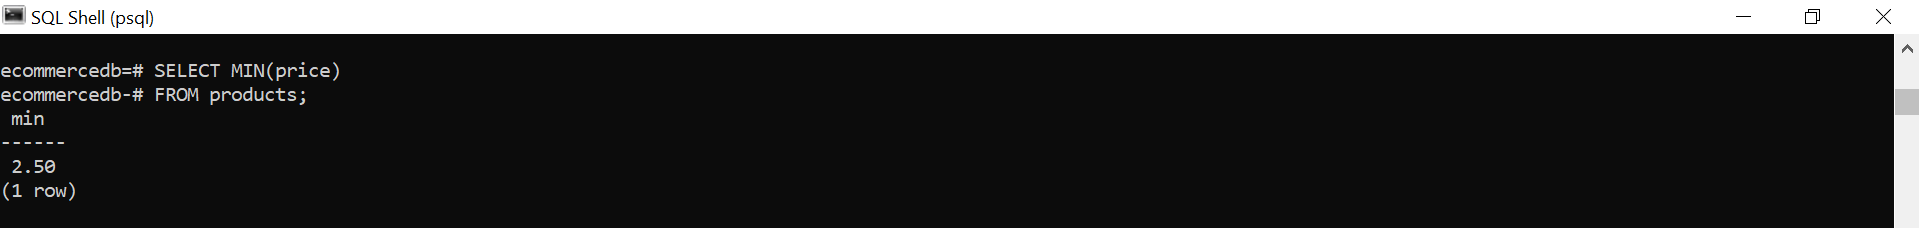 SQL Shell (psql)
ecommercedb=# SELECT MIN(price)
ecommercedb-# FROM products;
 min
------
 2.50
(1 row)